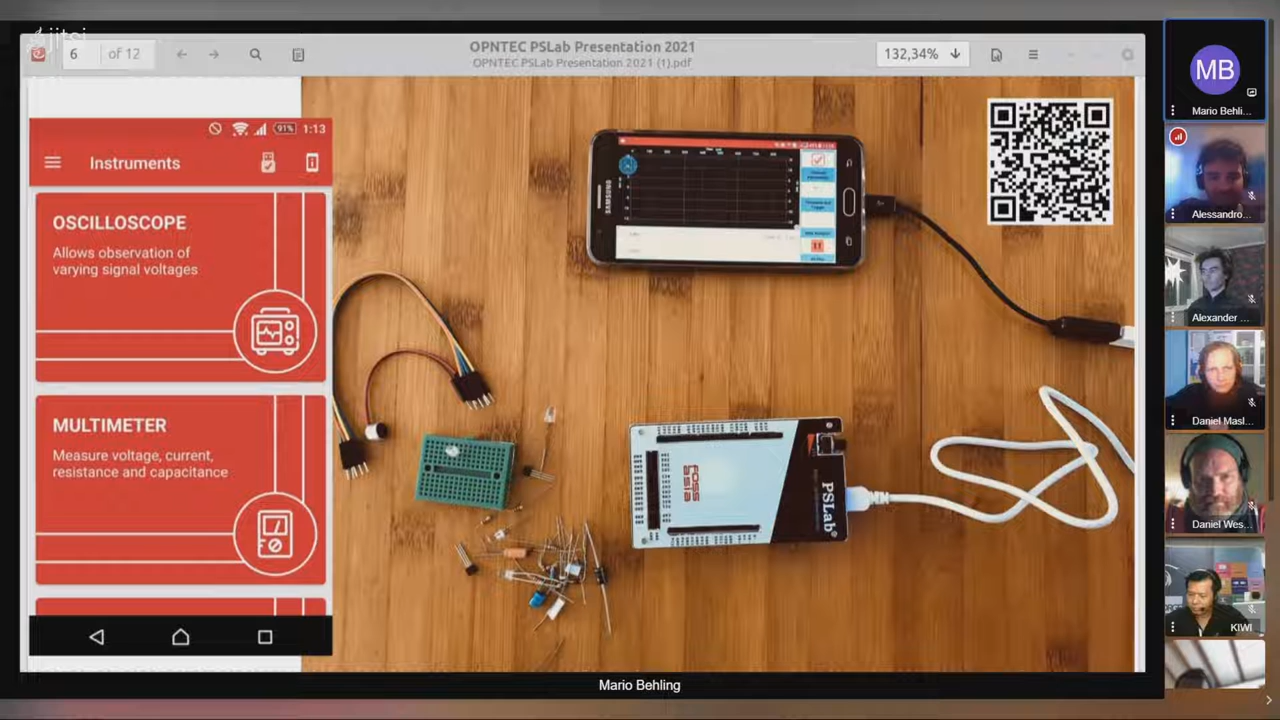 jitsi
6 of 12
OPNTEC PSLab Presentation 2021
OPNTEC PSLab Presentation 2021 (1).pdf
132,34%
91% 1:13
Instruments
OSCILLOSCOPE
Allows observation of
varying signal voltages
MULTIMETER
Measure voltage, current,
resistance and capacitance
SAMSUNG
FOSS
ASIA
PSLab
MB
Mario Behli...
Alessandro...
Alexander ...
Daniel Masl...
Daniel Wes...
KIWI
Mario Behling